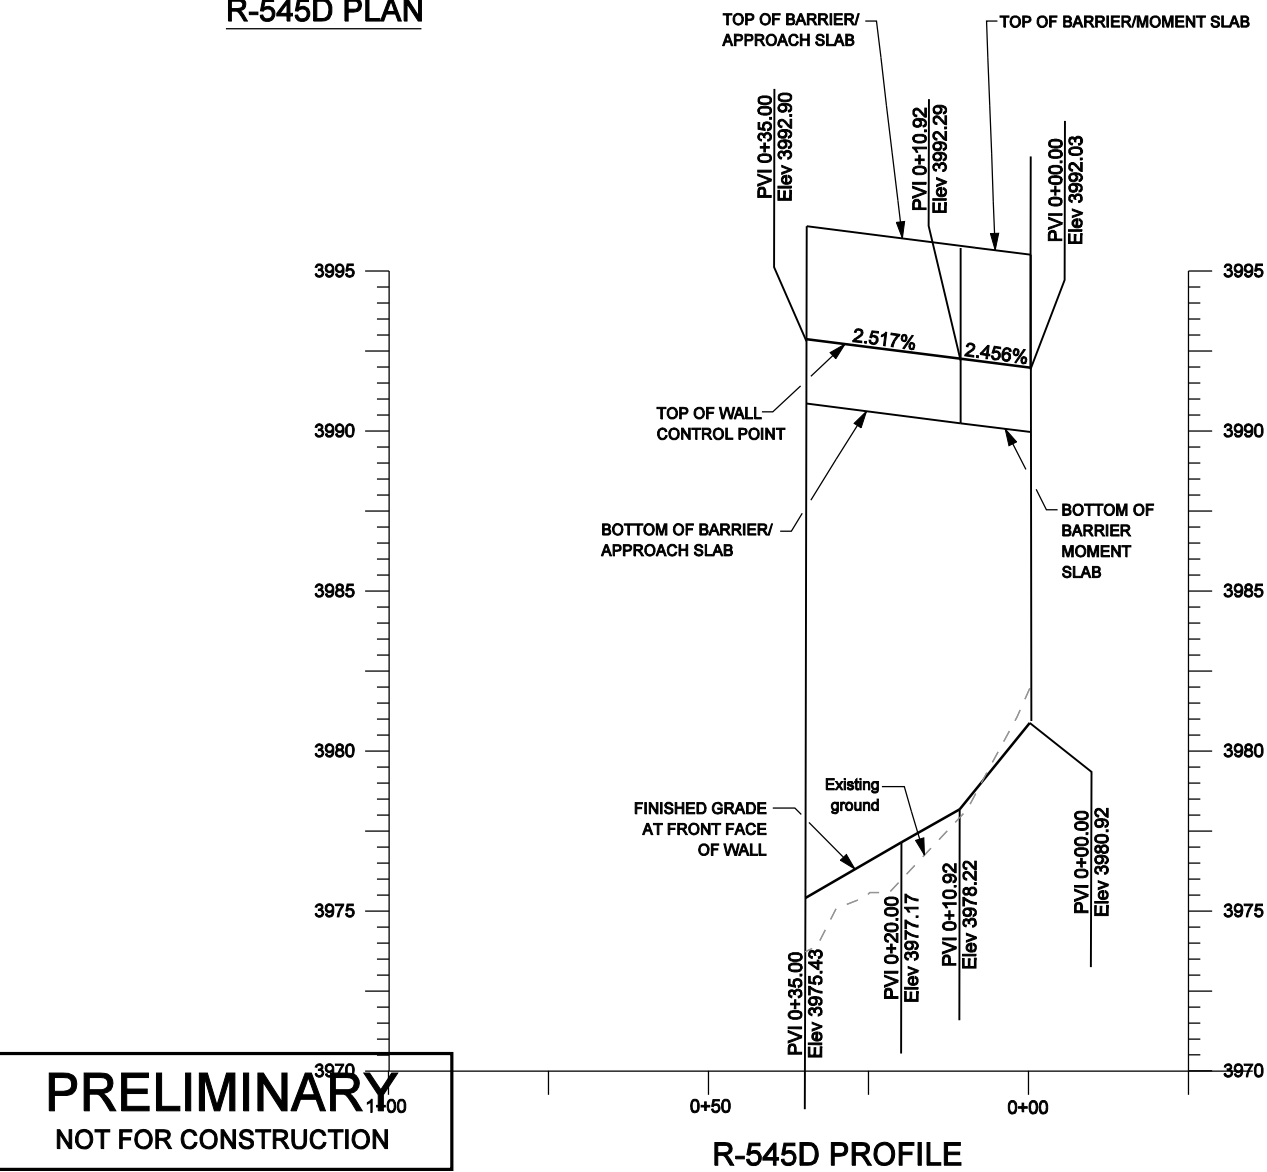 R-545D PLAN
TOP OF BARRIER/
APPROACH SLAB
TOP OF BARRIER/MOMENT SLAB
PVI 0+35.00
Elev 3992.90
PVI 0+10.92
Elev 3992.29
PVI 0+00.00
Elev 3992.03
3995
3995
2.517%
2.456%
TOP OF WALL
CONTROL POINT
3990
3990
BOTTOM OF BARRIER/
APPROACH SLAB
BOTTOM OF
BARRIER
MOMENT
SLAB
3985
3985
3980
3980
Existing
ground
FINISHED GRADE
AT FRONT FACE
OF WALL
PVI 0+00.00
Elev 3980.92
PVI 0+10.92
Elev 3978.22
PVI 0+20.00
Elev 3977.17
PVI 0+35.00
Elev 3975.43
3975
3975
3970
3970
PRELIMINARY
NOT FOR CONSTRUCTION
1+00
0+50
0+00
R-545D PROFILE